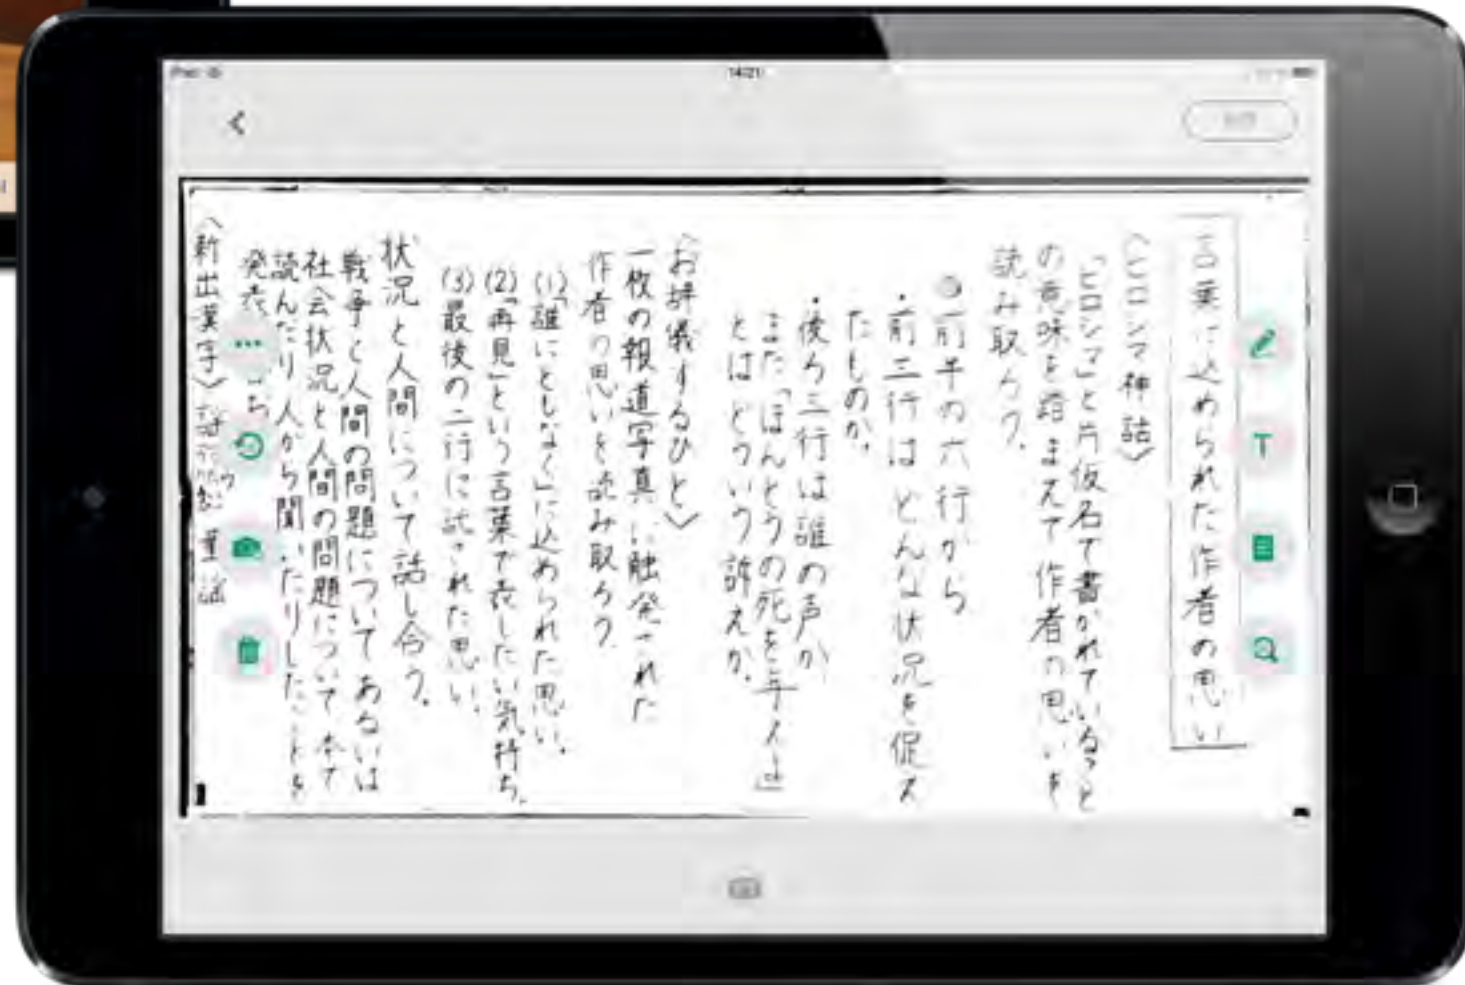 iPad
14:21
言葉に込められた作者の思い
〈ヒロシマ神話〉
「ヒロシマ」と片仮名で書かれていること
の意味を踏まえて作者の思いを
読み取ろう。
前半の六行から
・前三行はどんな状況を促え
たものか。
・後ろ三行は誰の声か
また「ほんとうの死を与えよ」
とはどういう訴えか。
〈お辞儀するひと〉
一枚の報道写真に触発された
作者の思いを読み取ろう。
(1)「誰にともなく」に込められた思い。
(2)「再見」という言葉で表したい気持ち。
(3)最後の二行に託された思い。
状況と人間について話し合う。
戦争と人間の問題についてあるいは
社会状況と人間の問題について本で
読んだり人から聞いたりしたことを
発表
〈新出漢字〉
T